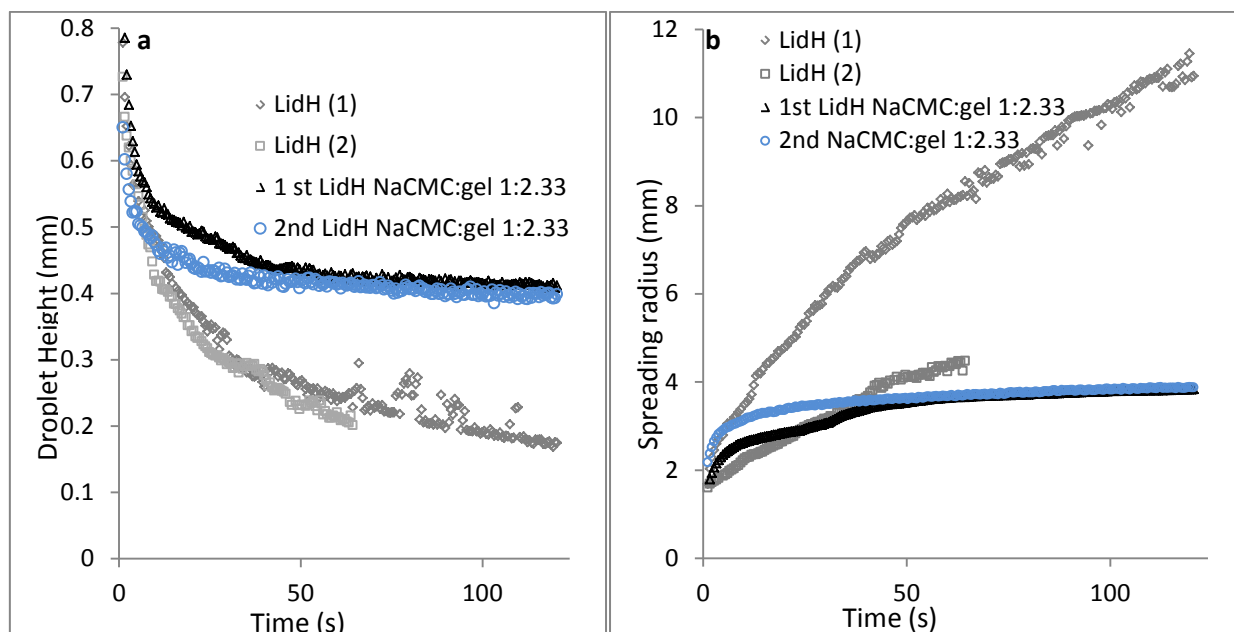 a
LidH (1)
LidH (2)
1 st LidH NaCMC:gel 1:2.33
2nd LidH NaCMC:gel 1:2.33
Droplet Height (mm)
0.8
0.7
0.6
0.5
0.4
0.3
0.2
0.1
0
0 50 100
Time (s)
b
LidH (1)
LidH (2)
1st LidH NaCMC:gel 1:2.33
2nd NaCMC:gel 1:2.33
Spreading radius (mm)
12
10
8
6
4
2
0
0 50 100
Time (s)